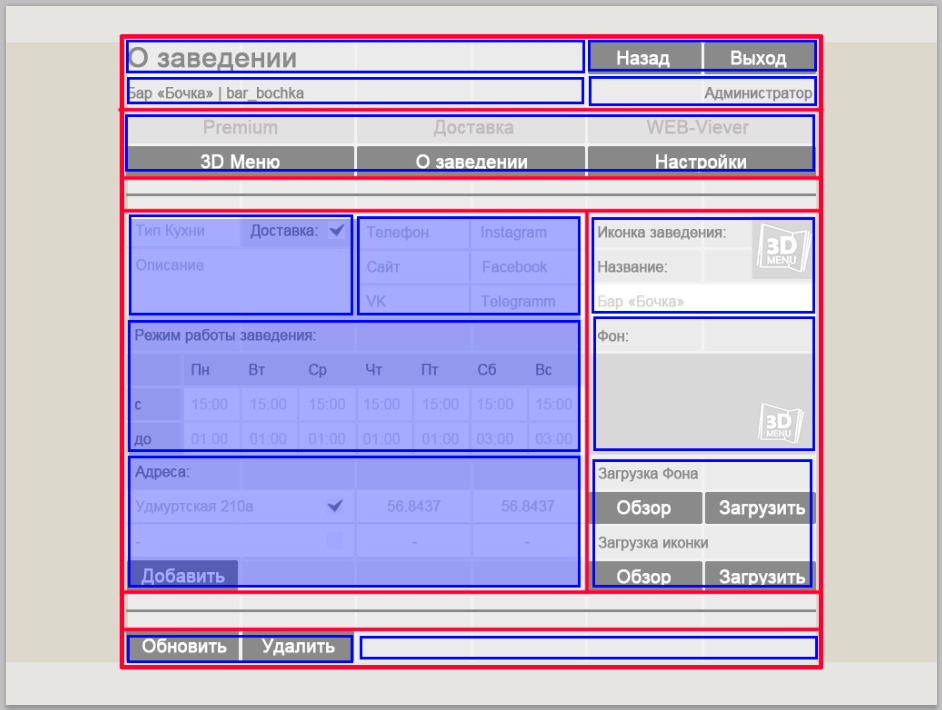 О заведении Назад Выход
Бар «Бочка» | bar_bochka Администратор
Premium Доставка WEB-Viever
3D Меню О заведении Настройки
Тип Кухни Доставка: Телефон Instagram Иконка заведения: 3D MENU
Описание Сайт Facebook Название:
VK Telegramm Бар «Бочка»
Режим работы заведения: Фон:
Пн Вт Ср Чт Пт Сб Вс
с 15:00 15:00 15:00 15:00 15:00 15:00 15:00
до 01:00 01:00 01:00 01:00 01:00 03:00 03:00 3D MENU
Адреса: Загрузка Фона
Удмуртская 210а 56.8437 56.8437 Обзор Загрузить
- - - Загрузка иконки
Добавить Обзор Загрузить
Обновить Удалить